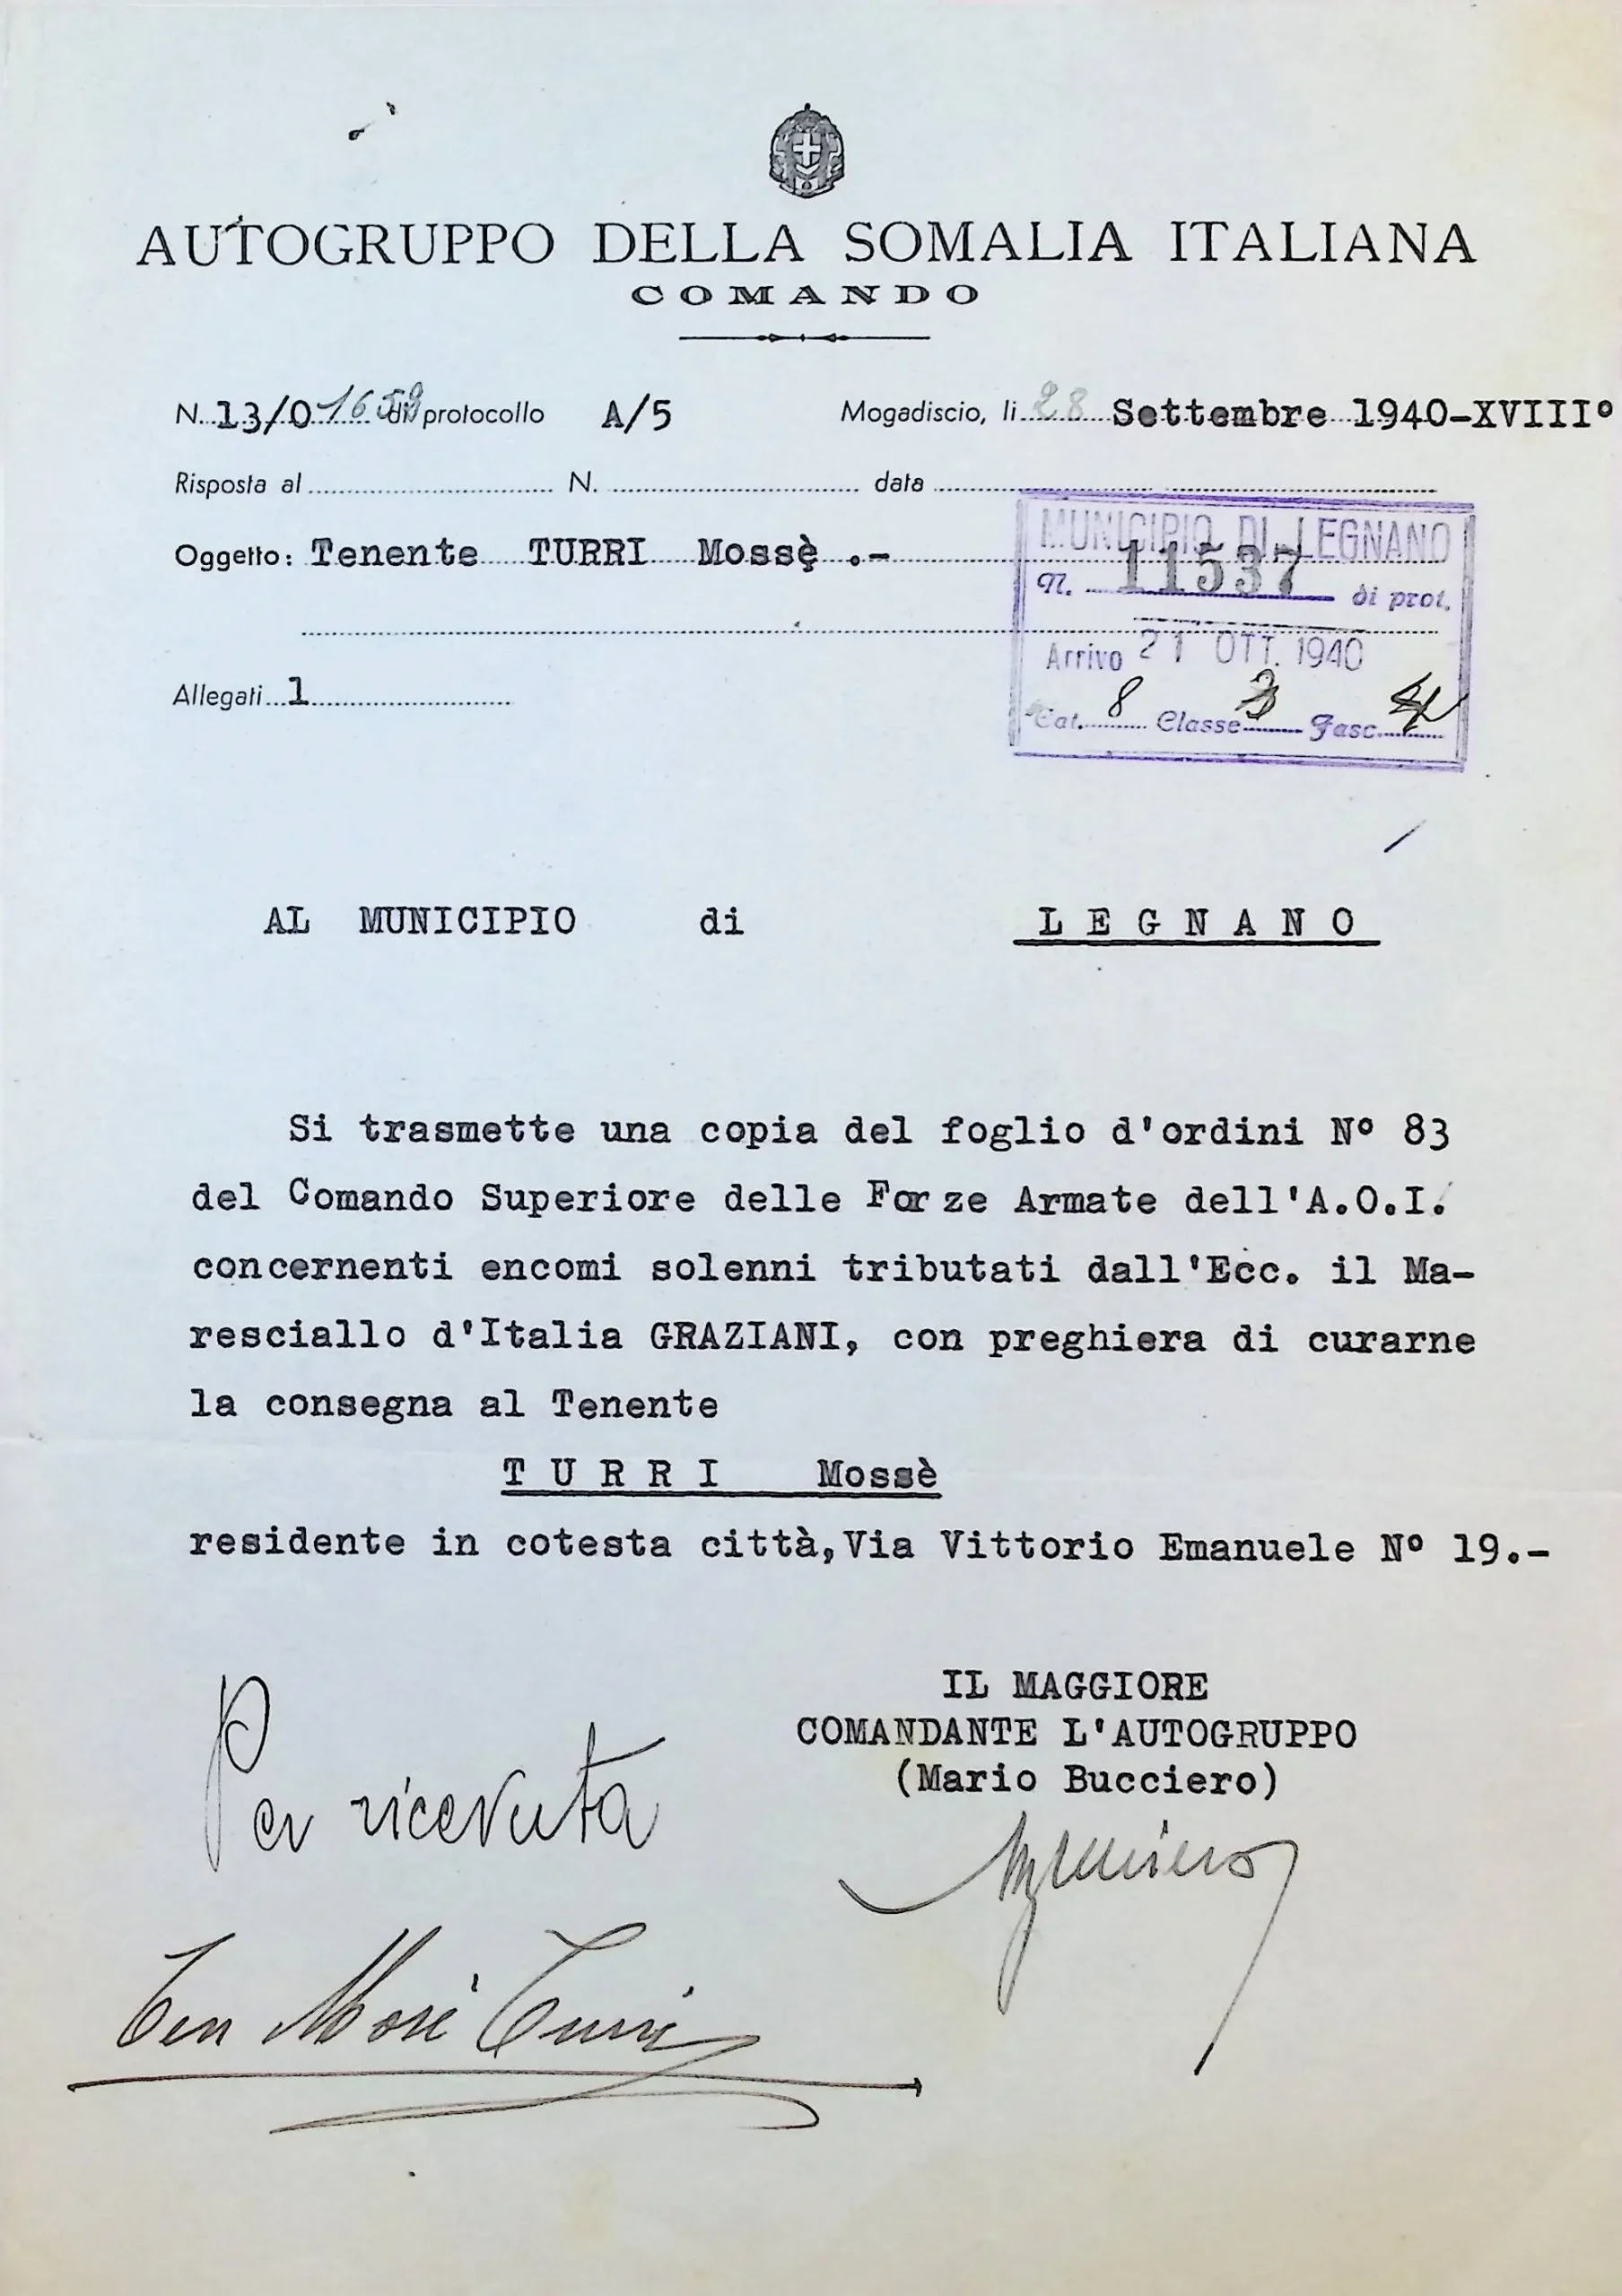 AUTOGRUPPO DELLA SOMALIA ITALIANA
COMANDO
N. 13/01659 di protocollo A/5 Mogadiscio, li 28 Settembre 1940-XVIII°
Risposta al N. data
Oggetto: Tenente TURRI Mossè .-
MUNICIPIO DI LEGNANO
N. 11537 di prot.
Arrivo 21 OTT. 1940
Cat. 8 Classe 3 Fasc.
Allegati 1
AL MUNICIPIO di LEGNANO
Si trasmette una copia del foglio d'ordini N° 83
del Comando Superiore delle Forze Armate dell'A.O.I.
concernenti encomi solenni tributati dall'Ecc. il Ma-
resciallo d'Italia GRAZIANI, con preghiera di curarne
la consegna al Tenente
TURRI Mossè
residente in cotesta città,Via Vittorio Emanuele N° 19.-
IL MAGGIORE
COMANDANTE L'AUTOGRUPPO
(Mario Bucciero)
Per ricevuta
Ten Mosè Turri